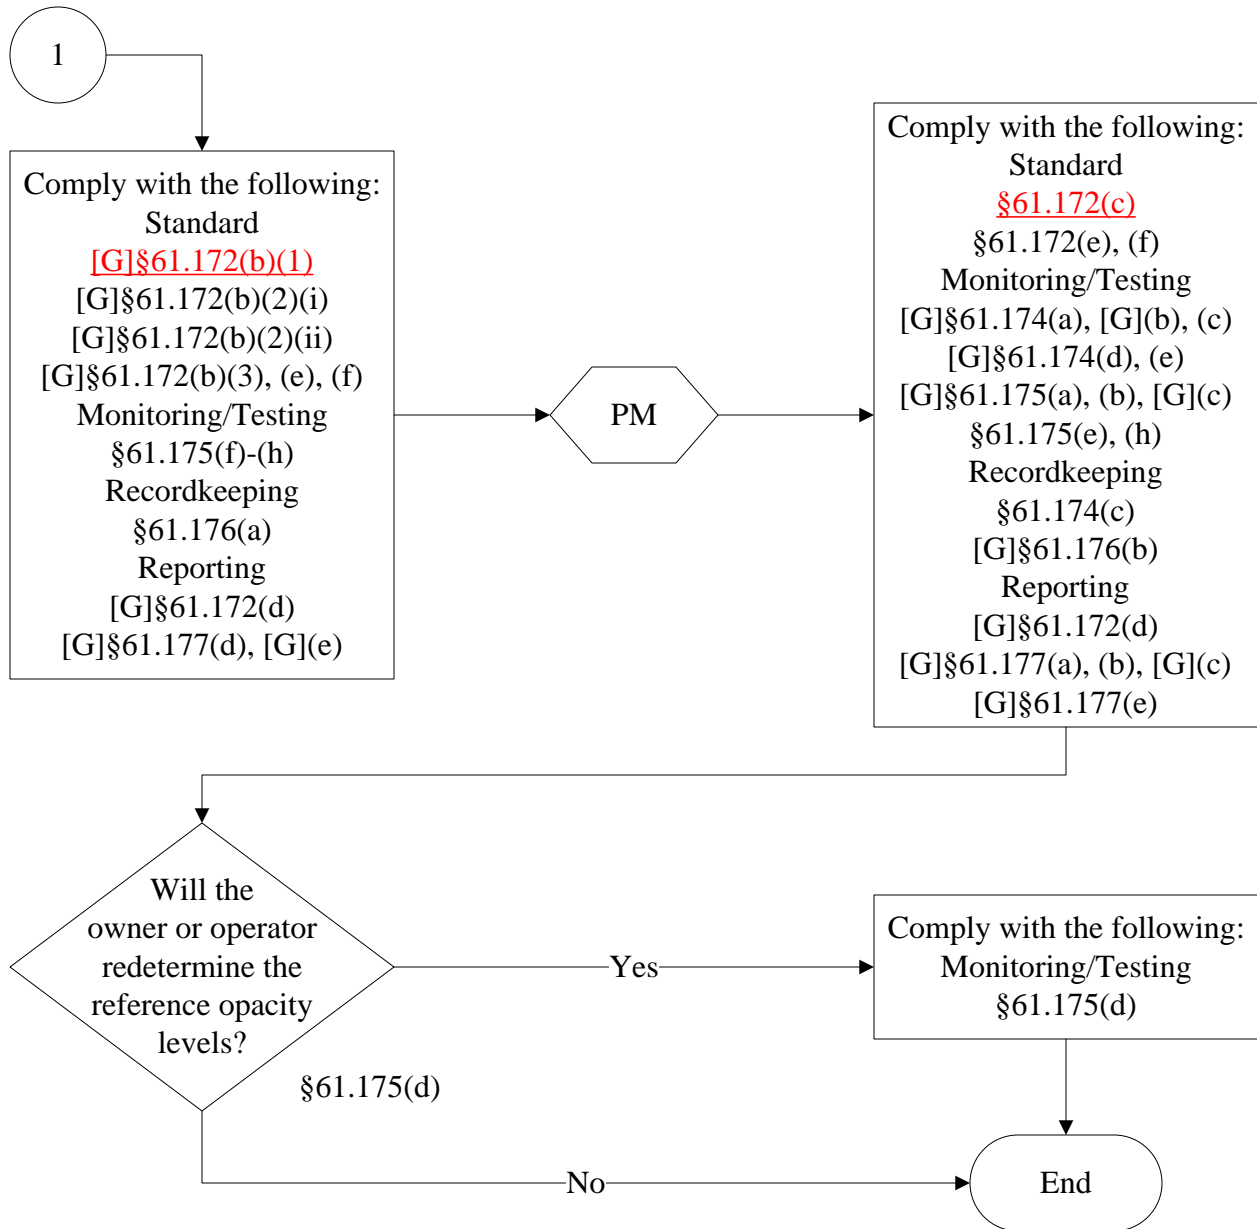 1
Comply with the following:
Standard
[G]§61.172(b)(1)
[G]§61.172(b)(2)(i)
[G]§61.172(b)(2)(ii)
[G]§61.172(b)(3), (e), (f)
Monitoring/Testing
§61.175(f)-(h)
Recordkeeping
§61.176(a)
Reporting
[G]§61.172(d)
[G]§61.177(d), [G](e)
PM
Comply with the following:
Standard
§61.172(c)
§61.172(e), (f)
Monitoring/Testing
[G]§61.174(a), [G](b), (c)
[G]§61.174(d), (e)
[G]§61.175(a), (b), [G](c)
§61.175(e), (h)
Recordkeeping
§61.174(c)
[G]§61.176(b)
Reporting
[G]§61.172(d)
[G]§61.177(a), (b), [G](c)
[G]§61.177(e)
Will the
owner or operator
redetermine the
reference opacity
levels?
§61.175(d)
Yes
Comply with the following:
Monitoring/Testing
§61.175(d)
No
End